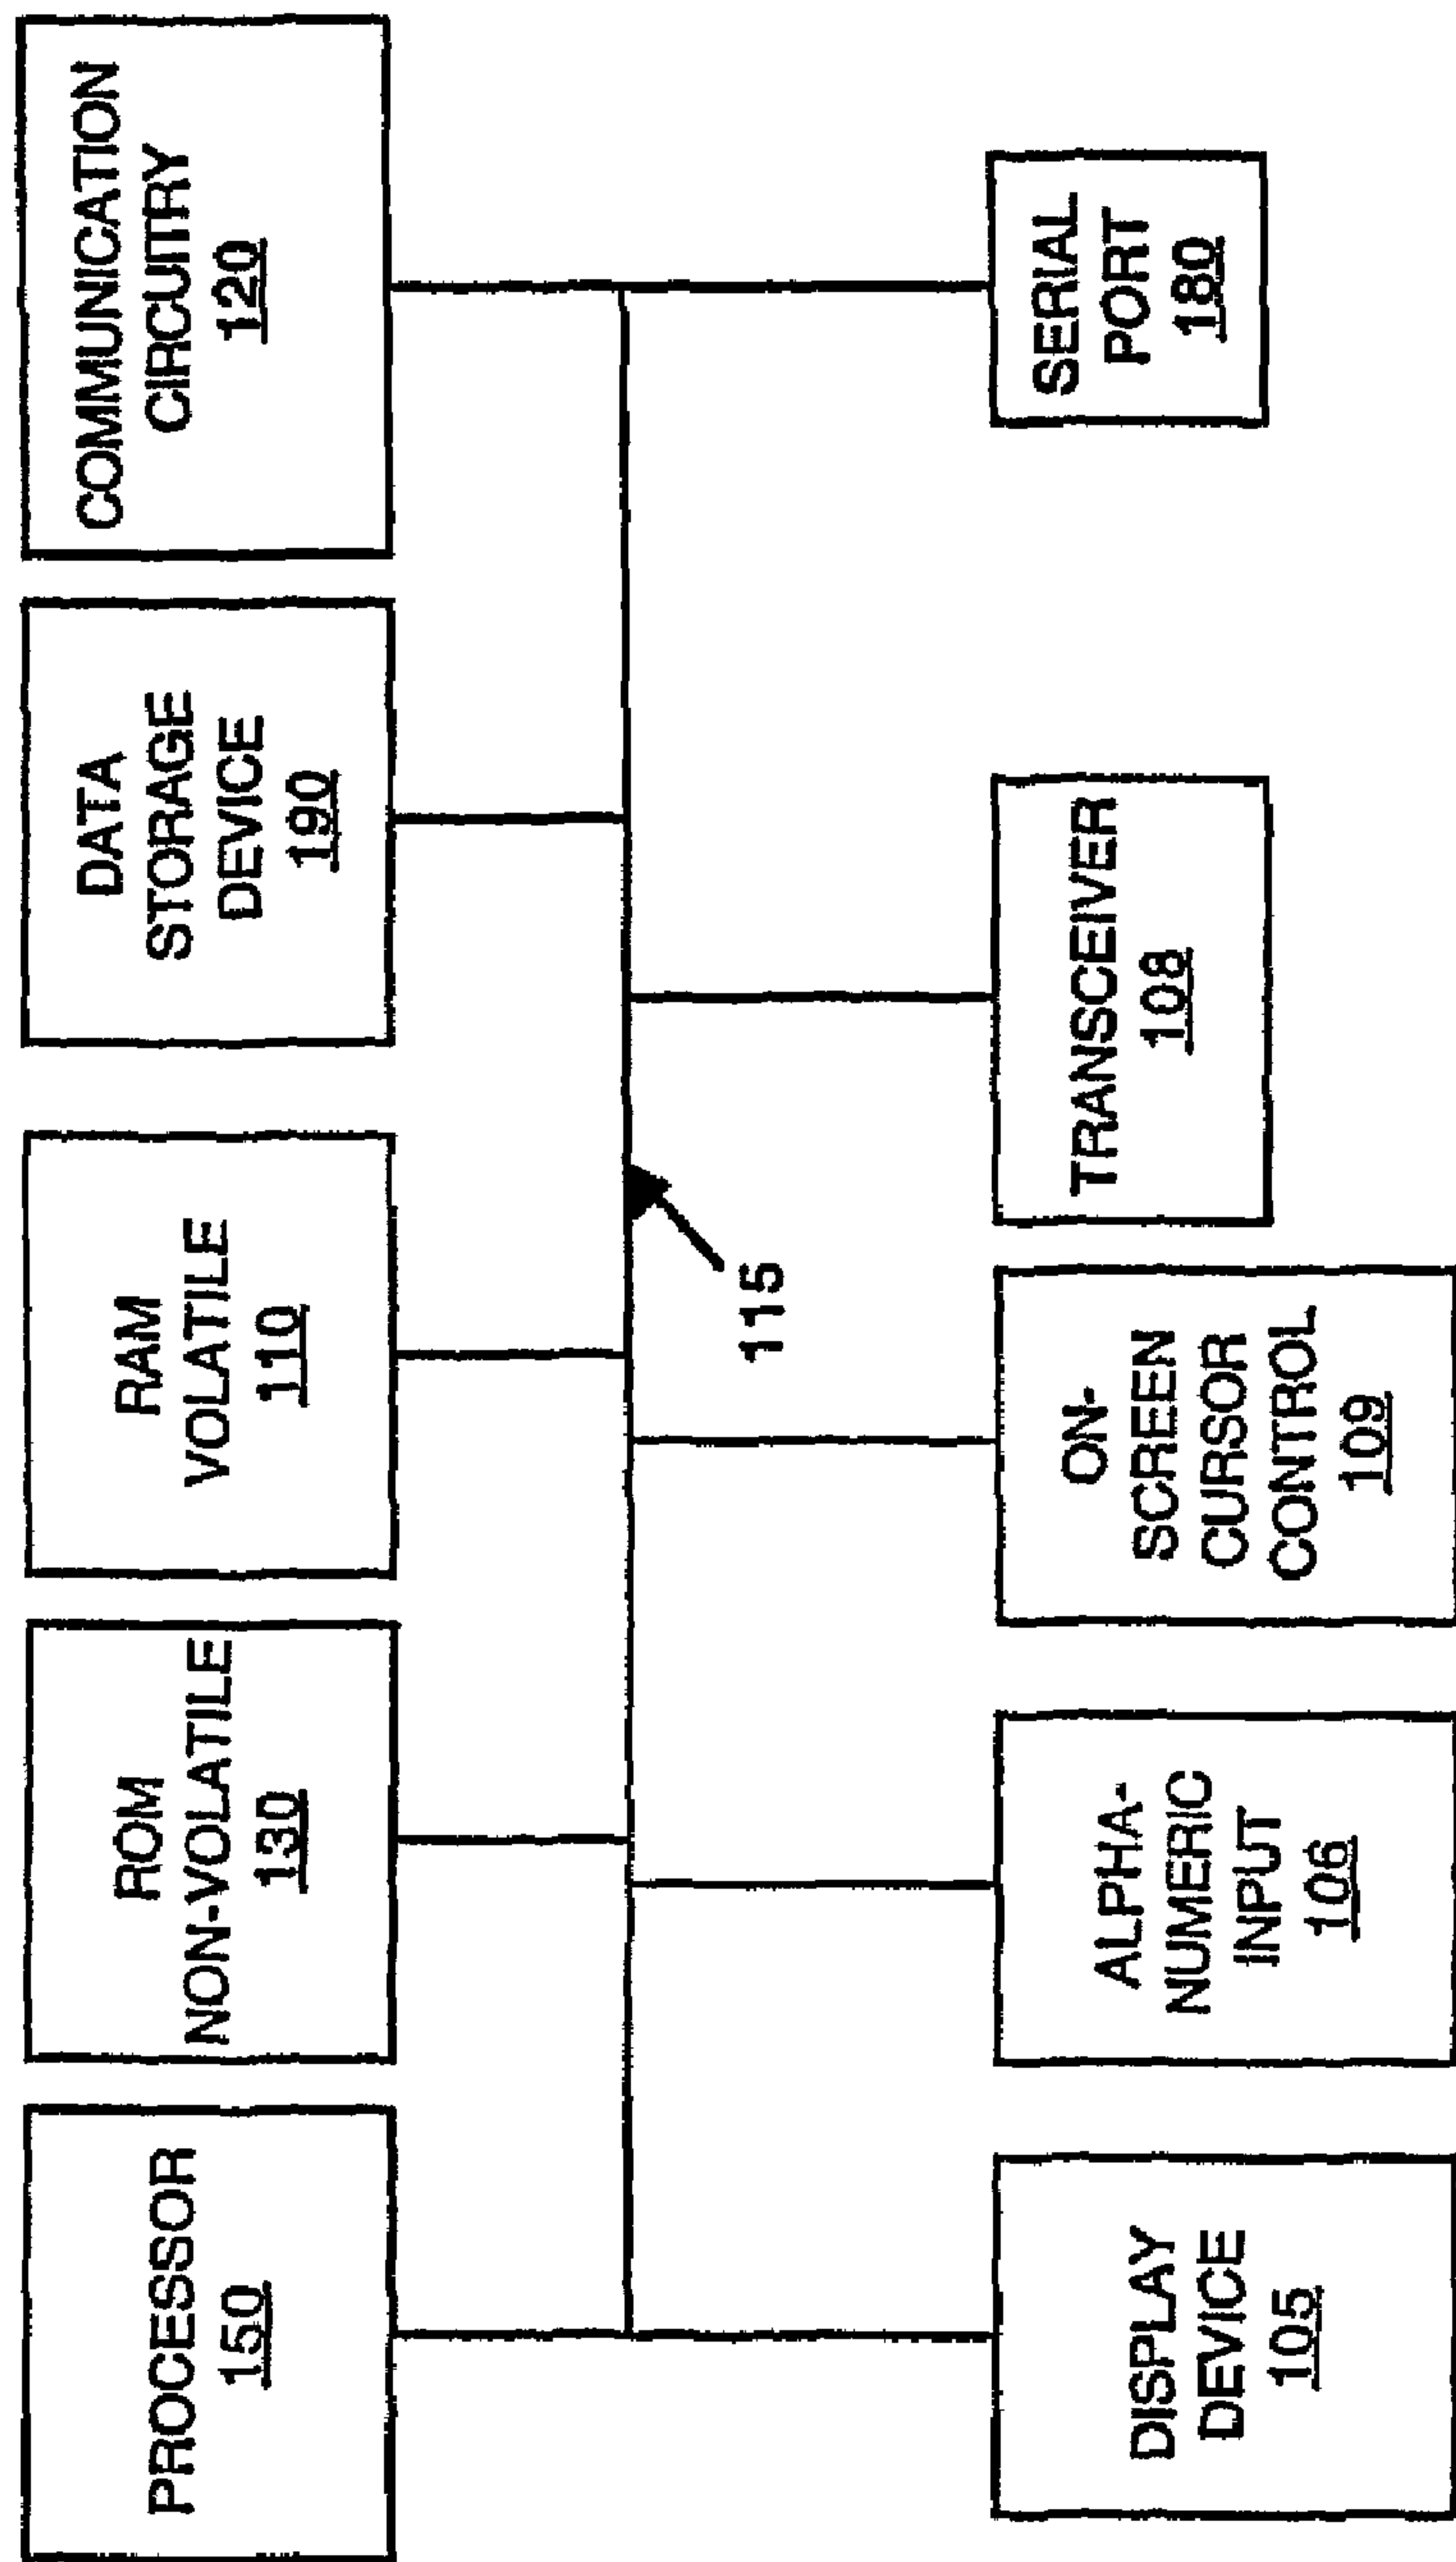 PROCESSOR
150
ROM
NON-VOLATILE
130
RAM
VOLATILE
110
DATA
STORAGE
DEVICE
190
COMMUNICATION
CIRCUITRY
120
115
DISPLAY
DEVICE
105
ALPHA-
NUMERIC
INPUT
106
ON-
SCREEN
CURSOR
CONTROL
109
TRANSCEIVER
108
SERIAL
PORT
180